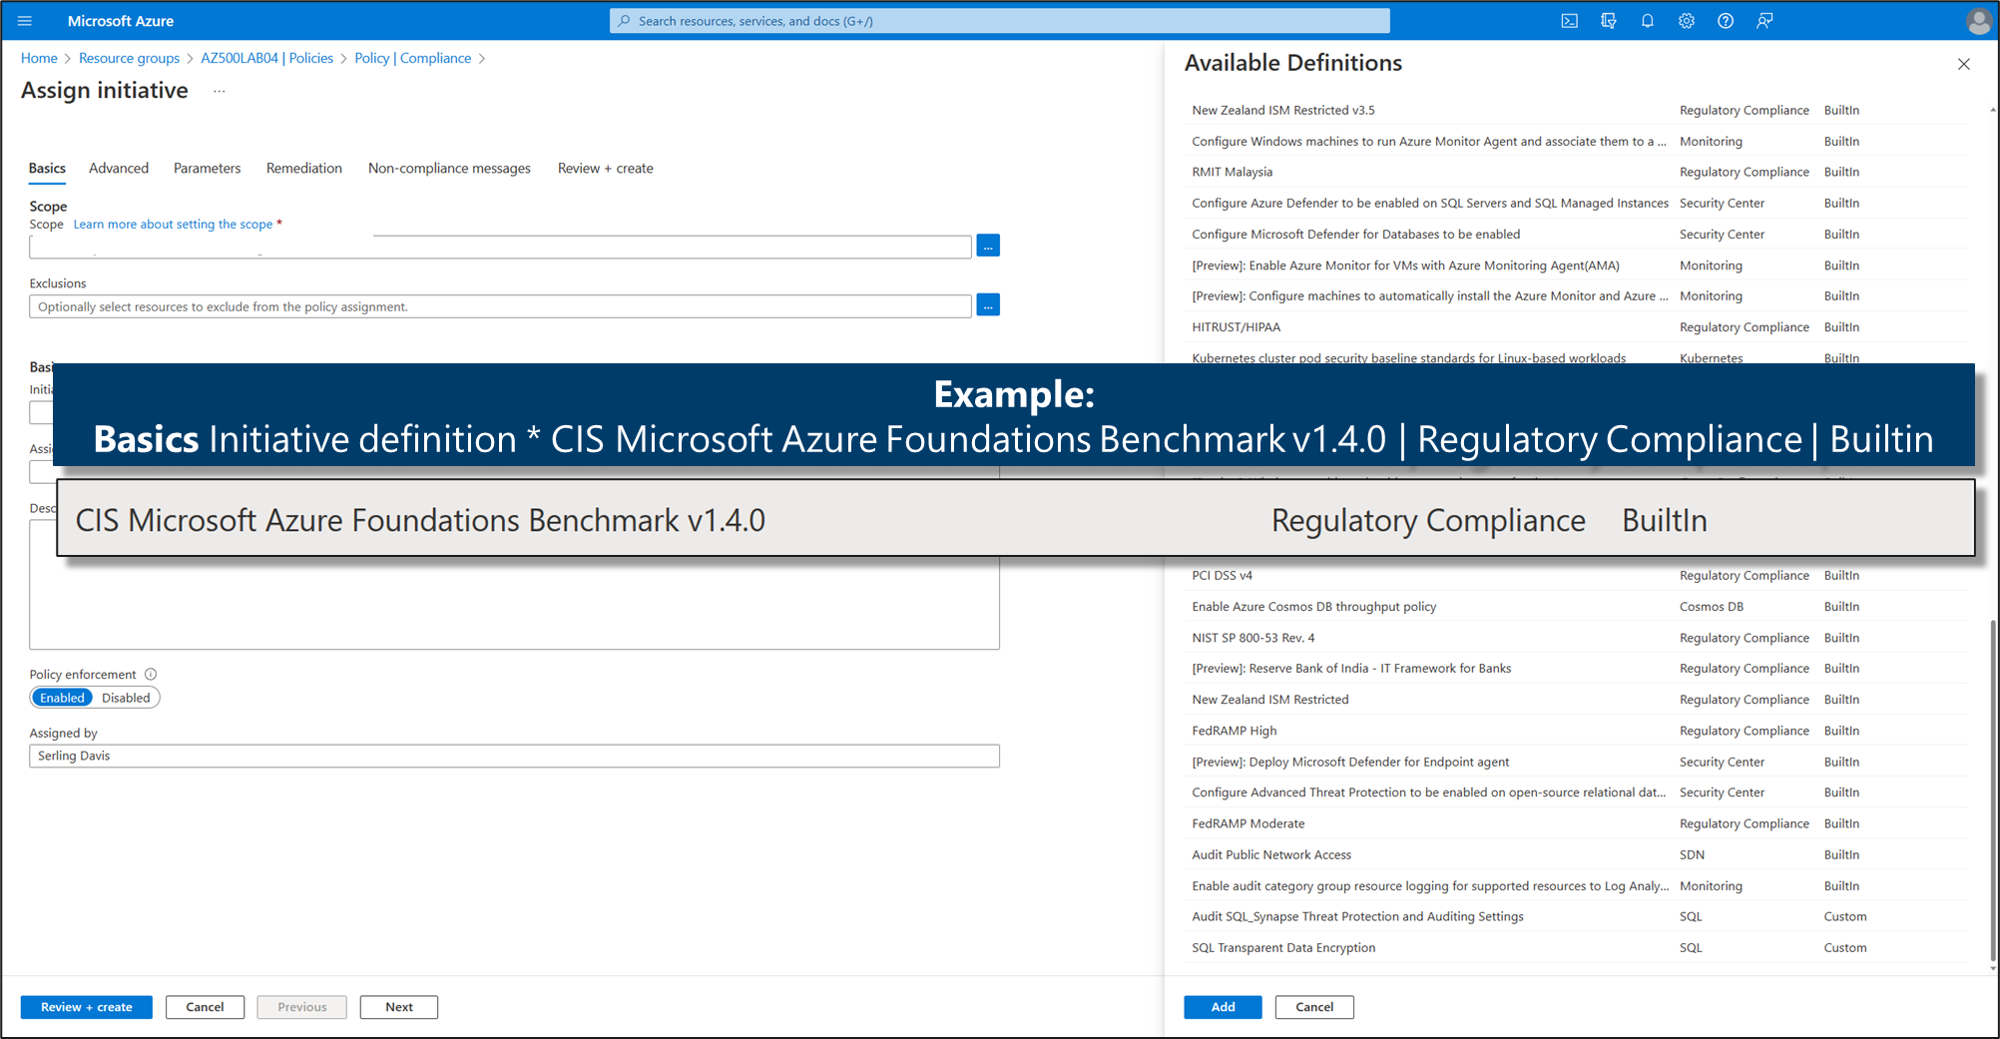 Microsoft Azure
Search resources, services, and docs (G+/)
Home > Resource groups > AZ500LAB04 | Policies > Policy | Compliance >
Assign initiative ...
Basics Advanced Parameters Remediation Non-compliance messages Review + create
Scope
Scope Learn more about setting the scope *
...
Exclusions
Optionally select resources to exclude from the policy assignment.
...
Basi
Initia
Assi
Desc
Policy enforcement
Enabled Disabled
Assigned by
Serling Davis
Review + create Cancel Previous Next
Example:
Basics Initiative definition * CIS Microsoft Azure Foundations Benchmark v1.4.0 | Regulatory Compliance | Builtin
CIS Microsoft Azure Foundations Benchmark v1.4.0 Regulatory Compliance BuiltIn
Available Definitions
New Zealand ISM Restricted v3.5 Regulatory Compliance BuiltIn
Configure Windows machines to run Azure Monitor Agent and associate them to a ... Monitoring BuiltIn
RMIT Malaysia Regulatory Compliance BuiltIn
Configure Azure Defender to be enabled on SQL Servers and SQL Managed Instances Security Center BuiltIn
Configure Microsoft Defender for Databases to be enabled Security Center BuiltIn
[Preview]: Enable Azure Monitor for VMs with Azure Monitoring Agent(AMA) Monitoring BuiltIn
[Preview]: Configure machines to automatically install the Azure Monitor and Azure ... Monitoring BuiltIn
HITRUST/HIPAA Regulatory Compliance BuiltIn
Kubernetes cluster pod security baseline standards for Linux-based workloads Kubernetes BuiltIn
PCI DSS v4 Regulatory Compliance BuiltIn
Enable Azure Cosmos DB throughput policy Cosmos DB BuiltIn
NIST SP 800-53 Rev. 4 Regulatory Compliance BuiltIn
[Preview]: Reserve Bank of India - IT Framework for Banks Regulatory Compliance BuiltIn
New Zealand ISM Restricted Regulatory Compliance BuiltIn
FedRAMP High Regulatory Compliance BuiltIn
[Preview]: Deploy Microsoft Defender for Endpoint agent Security Center BuiltIn
Configure Advanced Threat Protection to be enabled on open-source relational dat... Security Center BuiltIn
FedRAMP Moderate Regulatory Compliance BuiltIn
Audit Public Network Access SDN BuiltIn
Enable audit category group resource logging for supported resources to Log Analy... Monitoring BuiltIn
Audit SQL_Synapse Threat Protection and Auditing Settings SQL Custom
SQL Transparent Data Encryption SQL Custom
Add Cancel